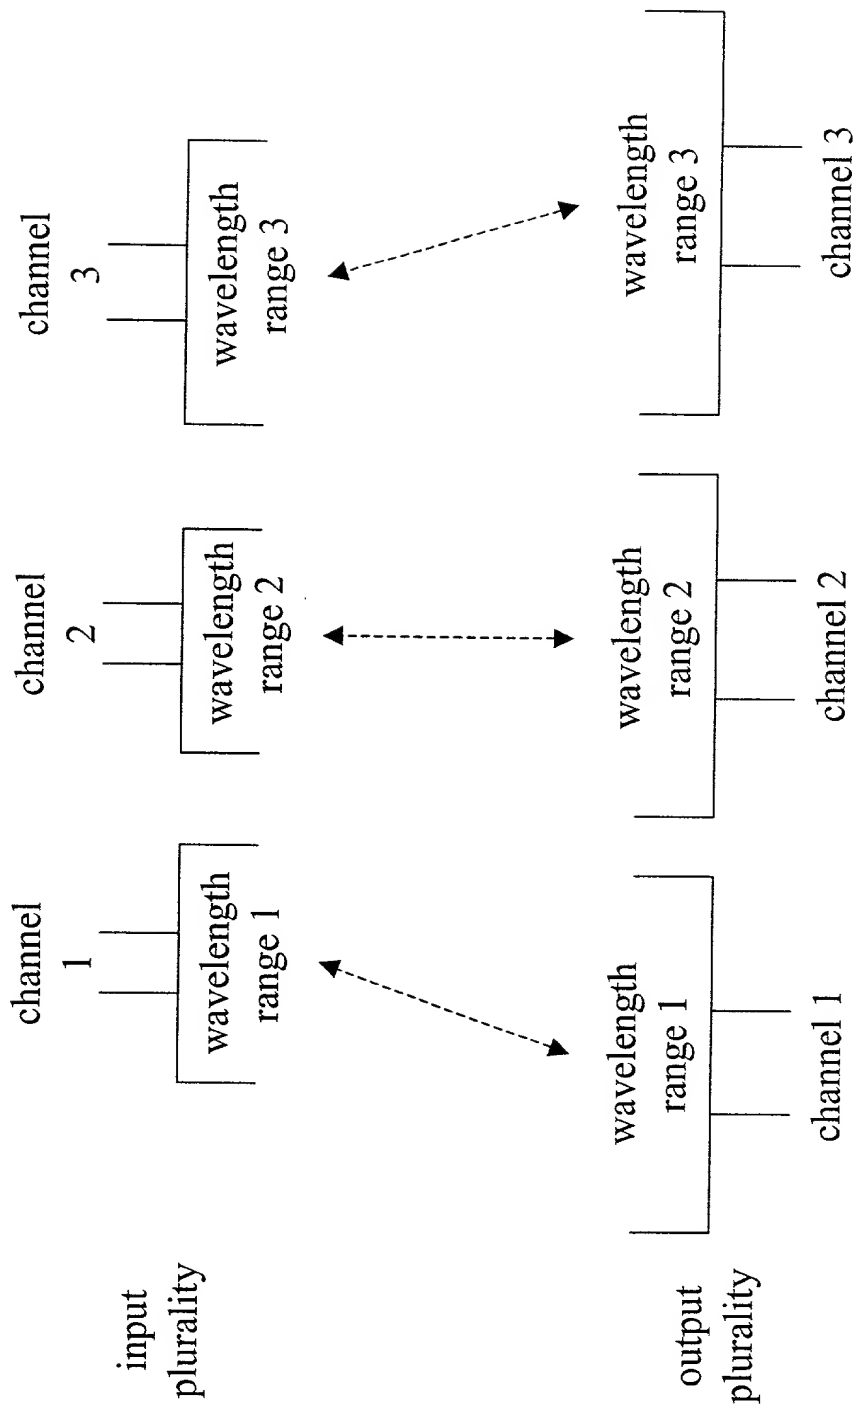 input
plurality
channel
1
channel
2
channel
3
wavelength
range 1
wavelength
range 2
wavelength
range 3
output
plurality
wavelength
range 1
wavelength
range 2
wavelength
range 3
channel 1
channel 2
channel 3